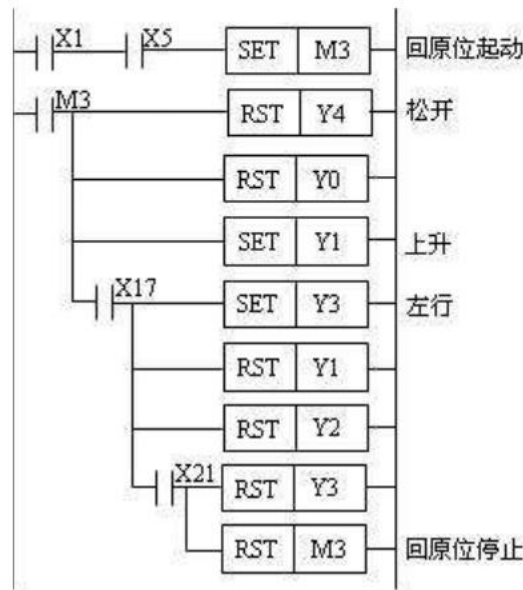 X1 X5 SET M3 回原位起动
M3 RST Y4 松开
RST Y0
SET Y1 上升
X17 SET Y3 左行
RST Y1
RST Y2
X21 RST Y3
RST M3 回原位停止